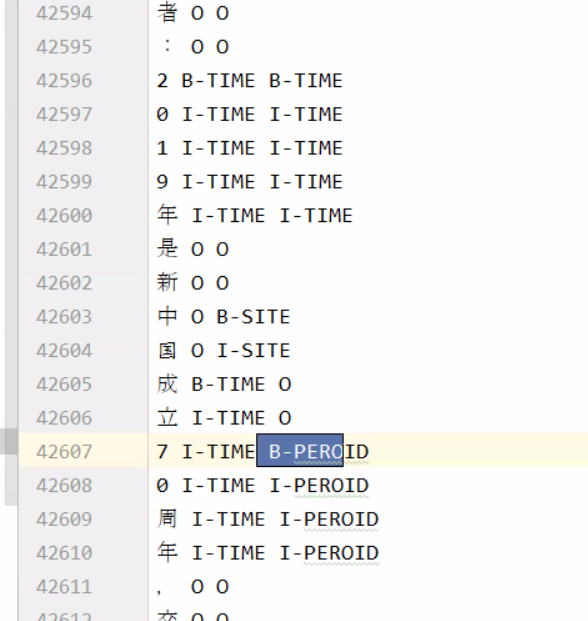 42594 者 O O
42595 : O O
42596 2 B-TIME B-TIME
42597 0 I-TIME I-TIME
42598 1 I-TIME I-TIME
42599 9 I-TIME I-TIME
42600 年 I-TIME I-TIME
42601 是 O O
42602 新 O O
42603 中 O B-SITE
42604 国 O I-SITE
42605 成 B-TIME O
42606 立 I-TIME O
42607 7 I-TIME B-PEROID
42608 0 I-TIME I-PEROID
42609 周 I-TIME I-PEROID
42610 年 I-TIME I-PEROID
42611 , O O
42612 交 O O